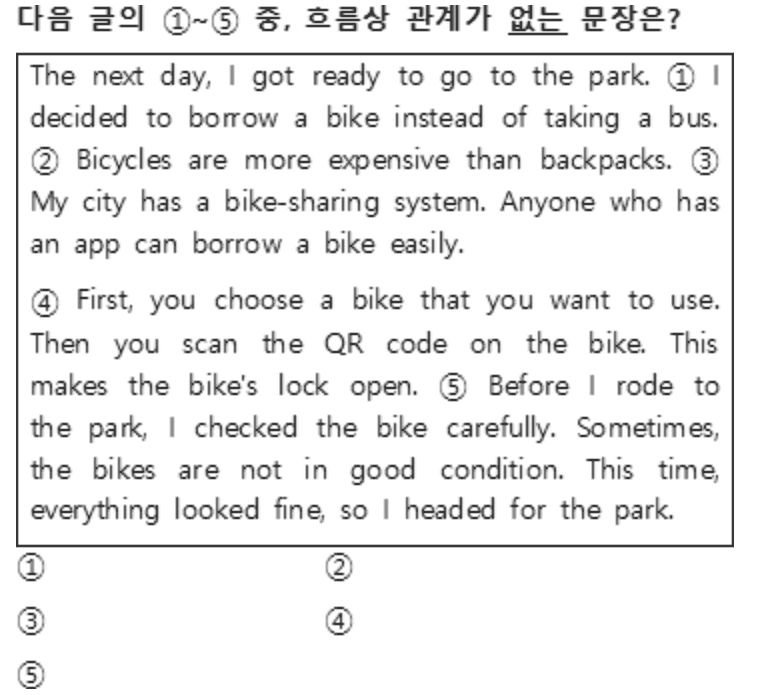 다음 글의 ①~⑤ 중, 흐름상 관계가 없는 문장은?
The next day, I got ready to go to the park. ① I
decided to borrow a bike instead of taking a bus.
② Bicycles are more expensive than backpacks. ③
My city has a bike-sharing system. Anyone who has
an app can borrow a bike easily.
④ First, you choose a bike that you want to use.
Then you scan the QR code on the bike. This
makes the bike's lock open. ⑤ Before I rode to
the park, I checked the bike carefully. Sometimes,
the bikes are not in good condition. This time,
everything looked fine, so I headed for the park.
① ②
③ ④
⑤